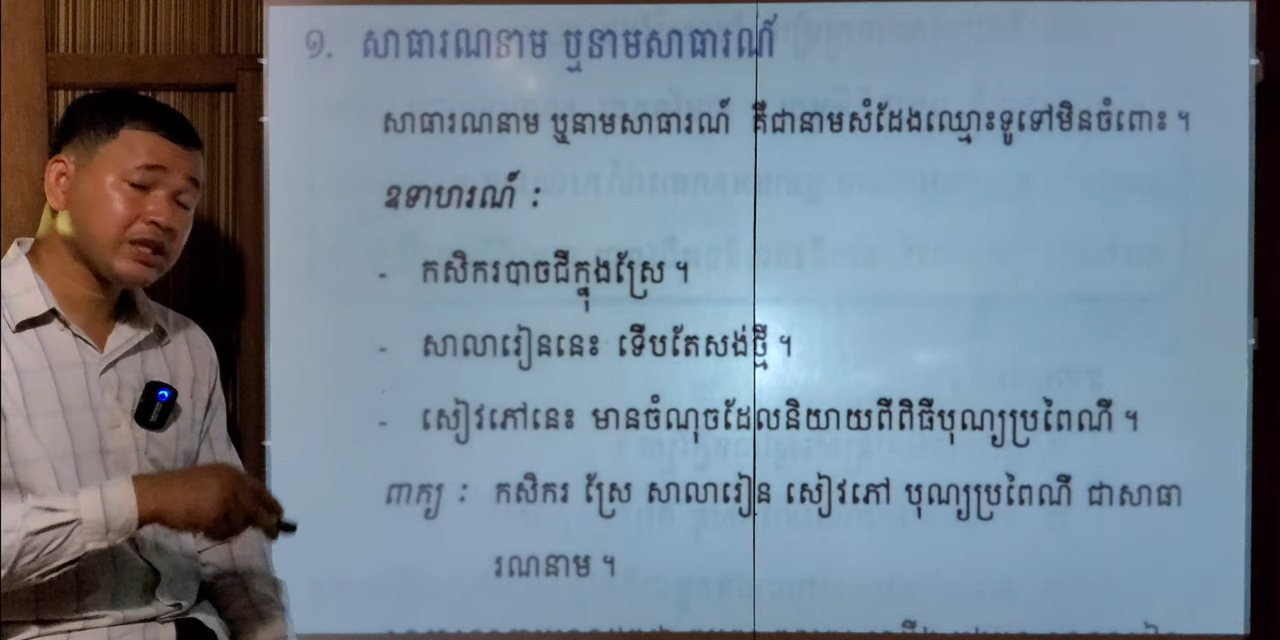 ១. សាធារណនាម ឬនាមសាធារណ៍
សាធារណនាម ឬនាមសាធារណ៍ គឺជានាមសំដែងឈ្មោះទូទៅមិនចំពោះ ។
ឧទាហរណ៍ :
- កសិករបាចជីក្នុងស្រែ ។
- សាលារៀននេះ ទើបតែសង់ថ្មី ។
- សៀវភៅនេះ មានចំណុចដែលនិយាយពីពិធីបុណ្យប្រពៃណី ។
ពាក្យ : កសិករ ស្រែ សាលារៀន សៀវភៅ បុណ្យប្រពៃណី ជាសាធា
រណនាម ។